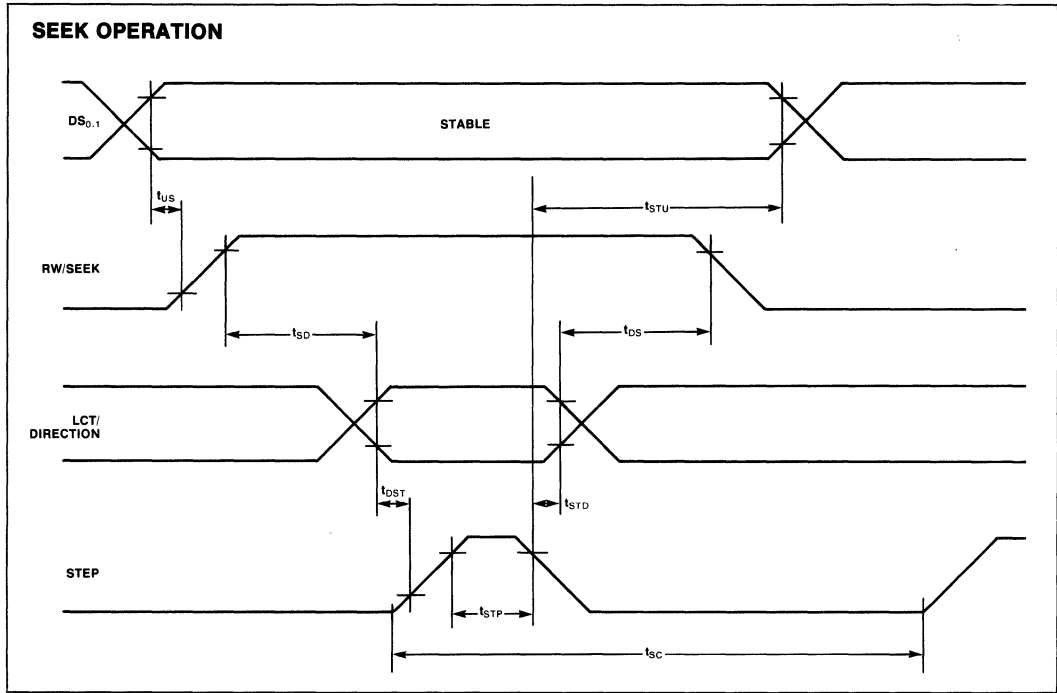 SEEK OPERATION
DS0.1
STABLE
tUS
tSTU
RW/SEEK
tSD
tDS
LCT/
DIRECTION
tDST
tSTD
STEP
tSTP
tSC